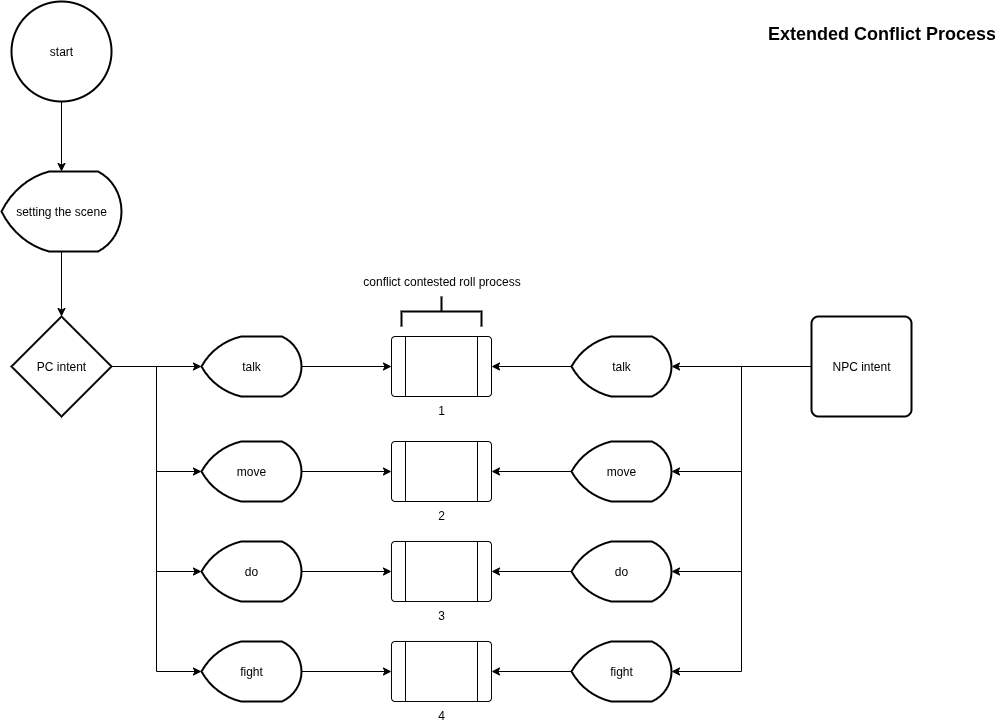 start
Extended Conflict Process
setting the scene
conflict contested roll process
PC intent
talk
talk
NPC intent
1
move
move
2
do
do
3
fight
fight
4